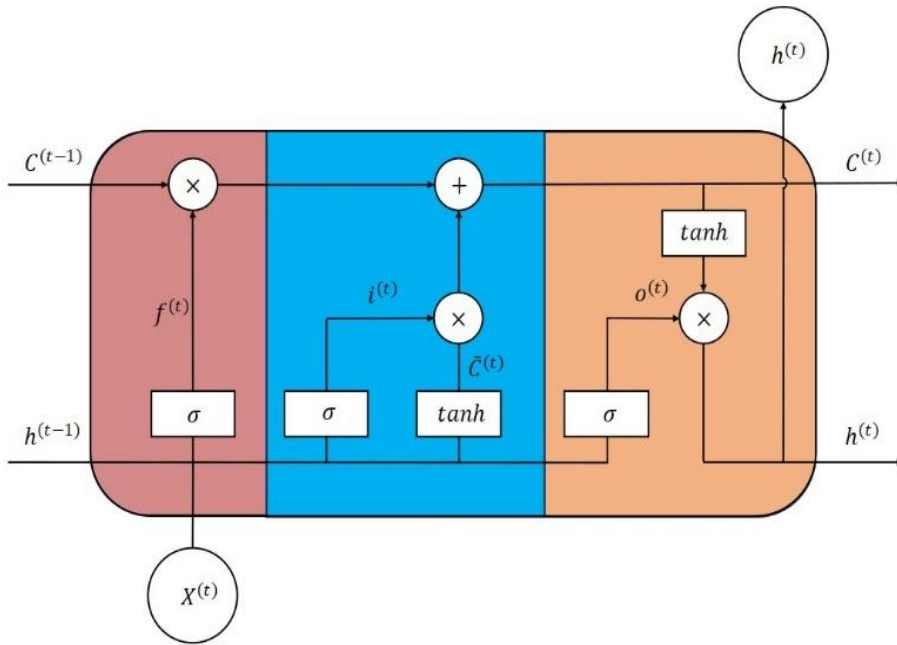 h⁽ᵗ⁾
C⁽ᵗ⁻¹⁾
×
+
C⁽ᵗ⁾
tanh
f⁽ᵗ⁾
i⁽ᵗ⁾
×
o⁽ᵗ⁾
×
C̃⁽ᵗ⁾
σ
σ
tanh
σ
h⁽ᵗ⁻¹⁾
h⁽ᵗ⁾
X⁽ᵗ⁾